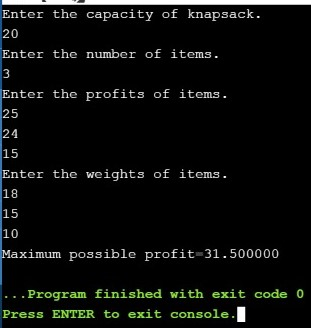 Enter the capacity of knapsack.
20
Enter the number of items.
3
Enter the profits of items.
25
24
15
Enter the weights of items.
18
15
10
Maximum possible profit=31.500000
...Program finished with exit code 0
Press ENTER to exit console.